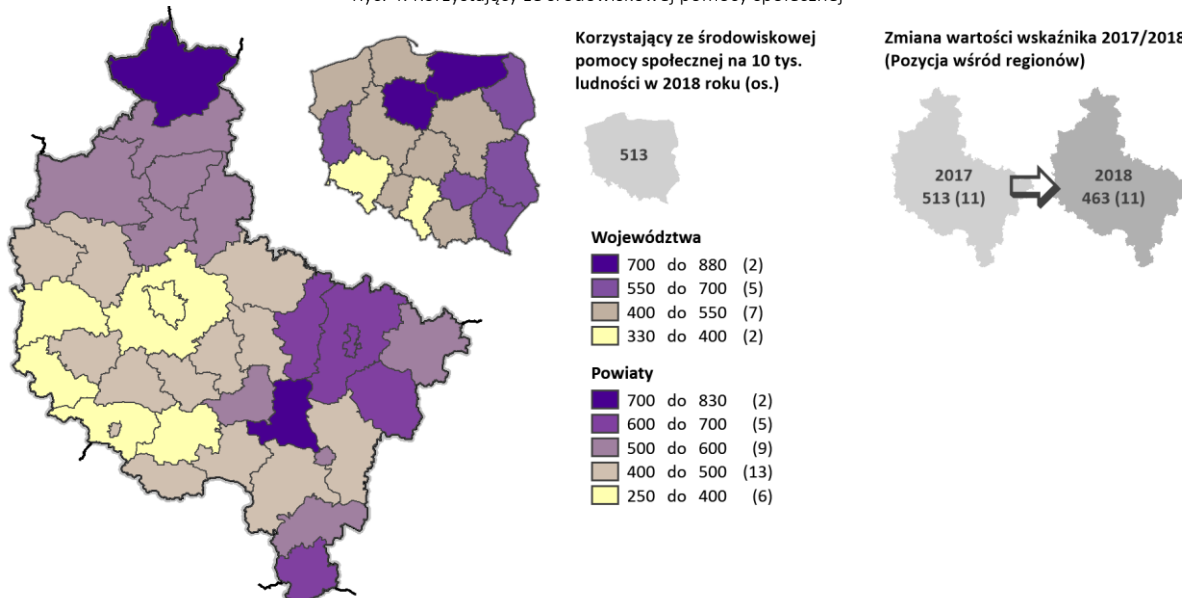 Korzystający ze środowiskowej
pomocy społecznej na 10 tys.
ludności w 2018 roku (os.)
513
Województwa
700 do 880 (2)
550 do 700 (5)
400 do 550 (7)
330 do 400 (2)
Powiaty
700 do 830 (2)
600 do 700 (5)
500 do 600 (9)
400 do 500 (13)
250 do 400 (6)
Zmiana wartości wskaźnika 2017/2018
(Pozycja wśród regionów)
2017
513 (11)
2018
463 (11)